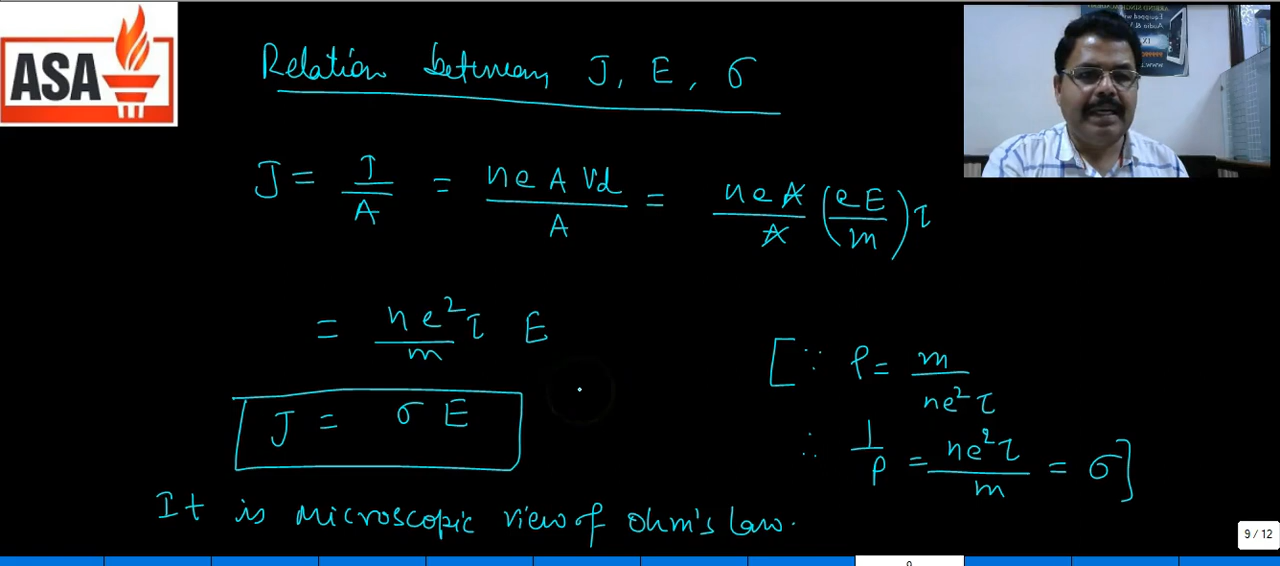 ASA
Relation between J, E, σ
J = I/A = neAVd/A = neA/A (eE/m) τ
= ne²τ/m E
[∵ ρ = m/ne²τ
J = σ E
∴ 1/ρ = ne²τ/m = σ]
It is microscopic view of ohm's law.
9 / 12
9